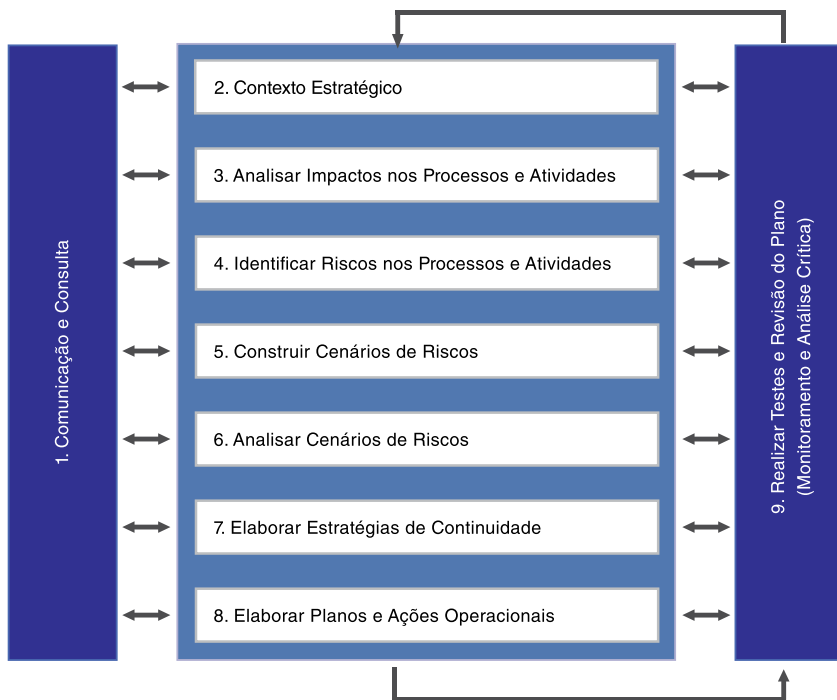 1. Comunicação e Consulta
2. Contexto Estratégico
3. Analisar Impactos nos Processos e Atividades
4. Identificar Riscos nos Processos e Atividades
5. Construir Cenários de Riscos
6. Analisar Cenários de Riscos
7. Elaborar Estratégias de Continuidade
8. Elaborar Planos e Ações Operacionais
9. Realizar Testes e Revisão do Plano
(Monitoramento e Análise Crítica)